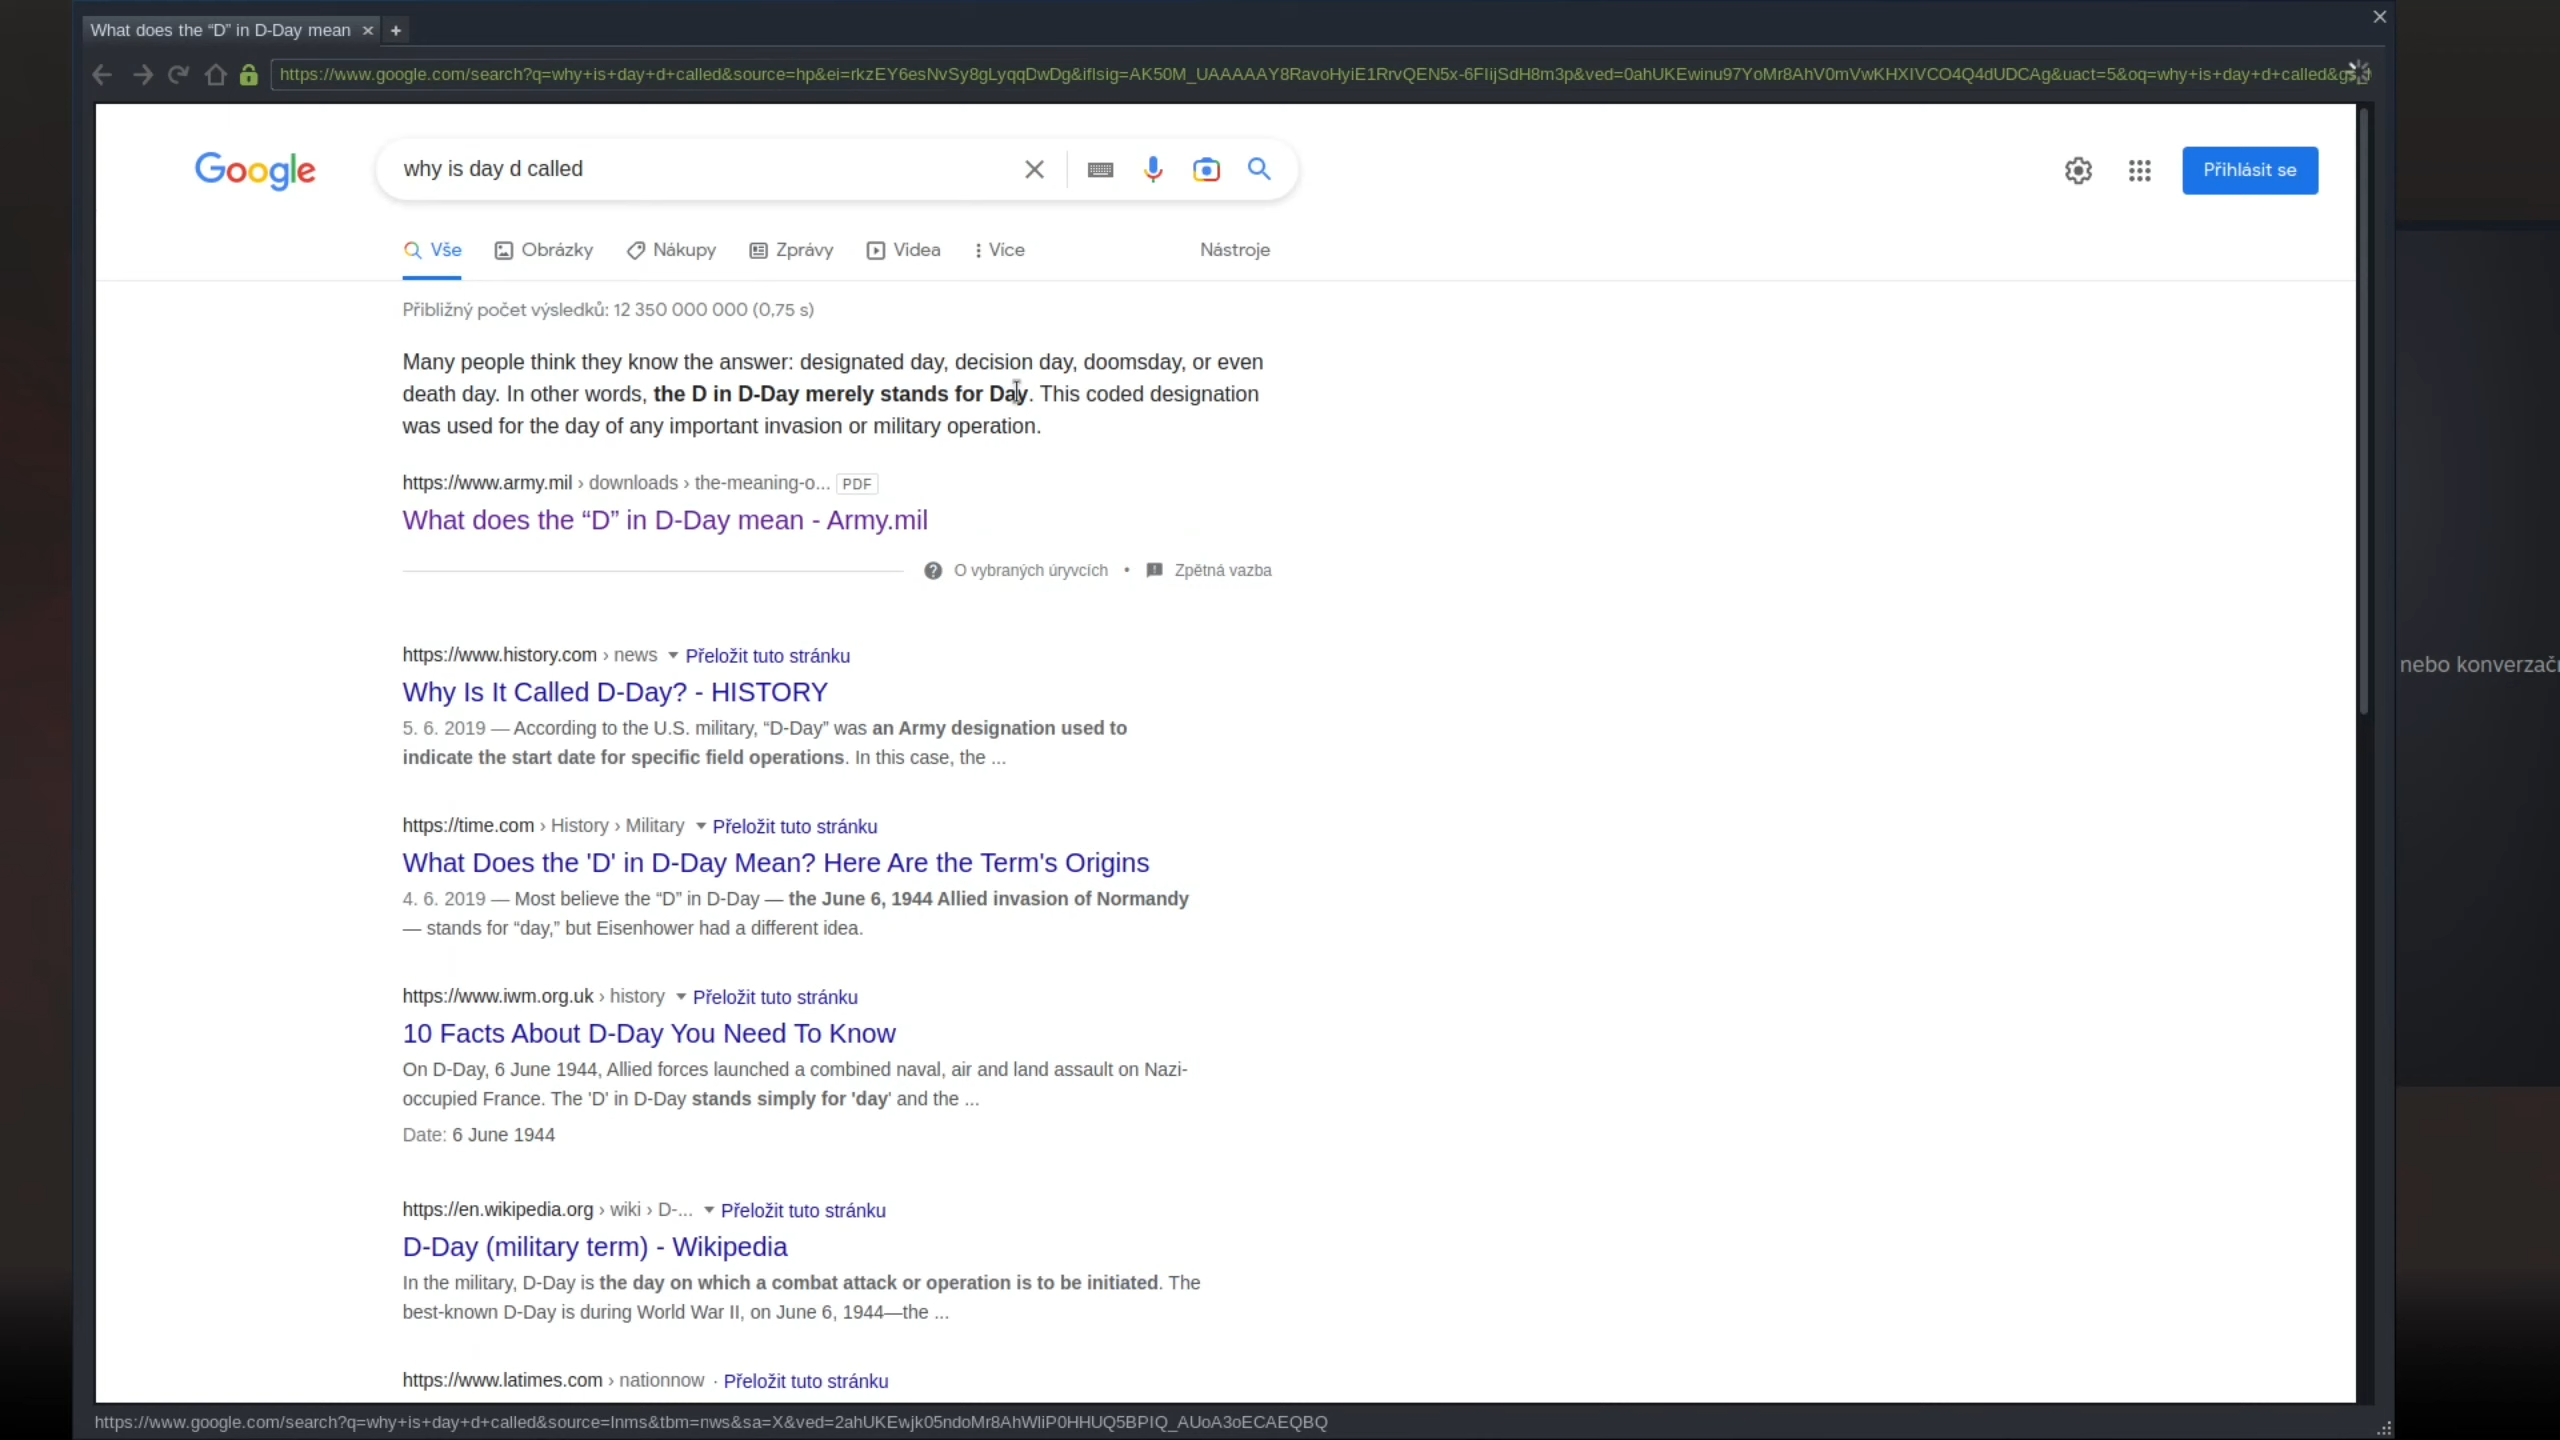 What does the “D” in D-Day mean
https://www.google.com/search?q=why+is+day+d+called&source=hp&ei=rkzEY6esNvSy8gLyqqDwDg&iflsig=AK50M_UAAAAAY8RavoHyiE1RrvQEN5x-6FIijSdH8m3p&ved=0ahUKEwinu97YoMr8AhV0mVwKHXIVCO4Q4dUDCAg&uact=5&oq=why+is+day+d+called&
Google
why is day d called
Přihlásit se
Vše Obrázky Nákupy Zprávy Videa Více Nástroje
Přibližný počet výsledků: 12 350 000 000 (0,75 s)
Many people think they know the answer: designated day, decision day, doomsday, or even
death day. In other words, the D in D-Day merely stands for Day. This coded designation
was used for the day of any important invasion or military operation.
https://www.army.mil › downloads › the-meaning-o... PDF
What does the “D” in D-Day mean - Army.mil
O vybraných úryvcích • Zpětná vazba
https://www.history.com › news Přeložit tuto stránku
Why Is It Called D-Day? - HISTORY
5. 6. 2019 — According to the U.S. military, “D-Day” was an Army designation used to
indicate the start date for specific field operations. In this case, the ...
https://time.com › History › Military Přeložit tuto stránku
What Does the 'D' in D-Day Mean? Here Are the Term's Origins
4. 6. 2019 — Most believe the “D” in D-Day — the June 6, 1944 Allied invasion of Normandy
— stands for “day,” but Eisenhower had a different idea.
https://www.iwm.org.uk › history Přeložit tuto stránku
10 Facts About D-Day You Need To Know
On D-Day, 6 June 1944, Allied forces launched a combined naval, air and land assault on Nazi-
occupied France. The 'D' in D-Day stands simply for 'day' and the ...
Date: 6 June 1944
https://en.wikipedia.org › wiki › D-... Přeložit tuto stránku
D-Day (military term) - Wikipedia
In the military, D-Day is the day on which a combat attack or operation is to be initiated. The
best-known D-Day is during World War II, on June 6, 1944—the ...
https://www.latimes.com › nationnow · Přeložit tuto stránku
https://www.google.com/search?q=why+is+day+d+called&source=lnms&tbm=nws&sa=X&ved=2ahUKEwjk05ndoMr8AhWliP0HHUQ5BPIQ_AUoA3oECAEQBQ
nebo